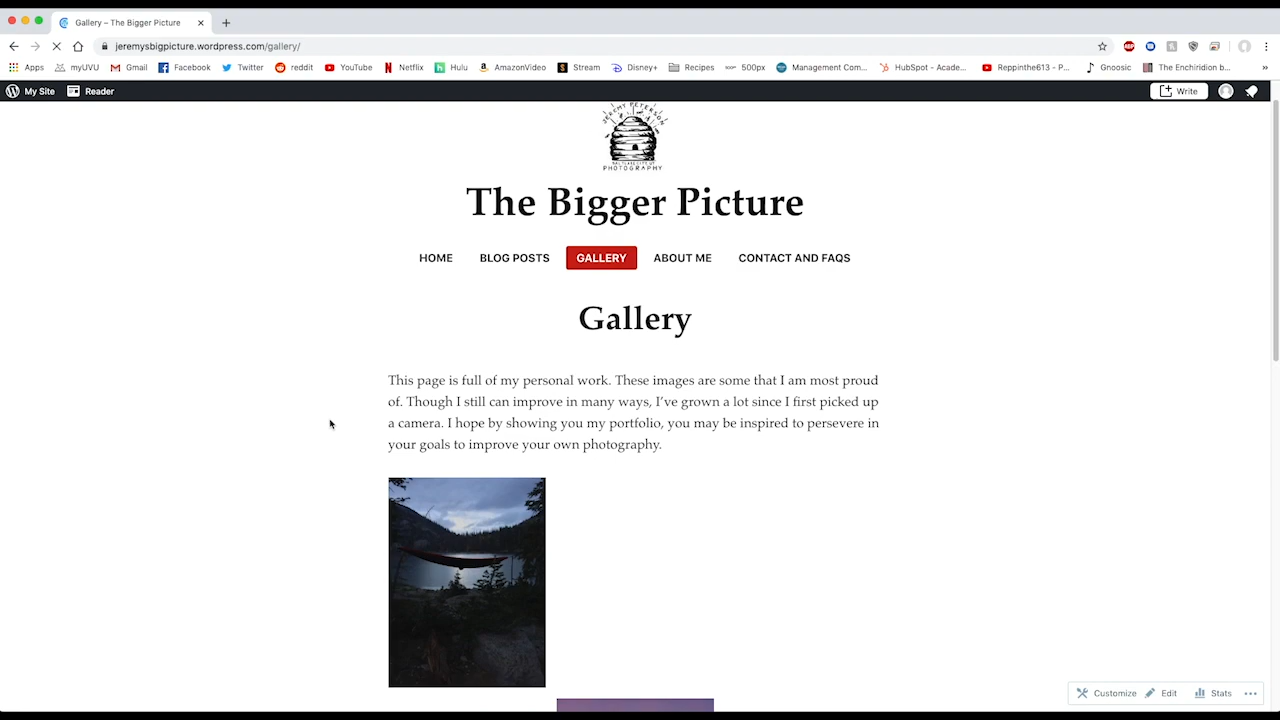 Gallery – The Bigger Picture
jeremysbigpicture.wordpress.com/gallery/
Apps myUVU Gmail Facebook Twitter reddit YouTube Netflix Hulu AmazonVideo Stream Disney+ Recipes 500px Management Com... HubSpot - Acade... Reppinthe613 - P... Gnoosic The Enchiridion b... »
My Site Reader Write
JEREMY PETERSON
PHOTOGRAPHY
The Bigger Picture
HOME BLOG POSTS GALLERY ABOUT ME CONTACT AND FAQS
Gallery
This page is full of my personal work. These images are some that I am most proud
of. Though I still can improve in many ways, I’ve grown a lot since I first picked up
a camera. I hope by showing you my portfolio, you may be inspired to persevere in
your goals to improve your own photography.
Customize Edit Stats